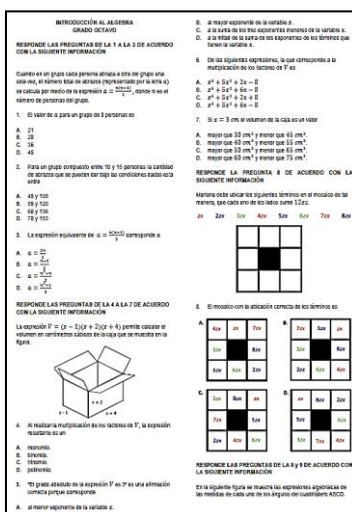 INTRODUCCIÓN AL ALGEBRA
GRADO OCTAVO
RESPONDE LAS PREGUNTAS DE LA 1 A LA 3 DE ACUERDO
CON LA SIGUIENTE INFORMACIÓN
Cuando en un grupo cada persona abraza a otra del grupo una
sola vez, el número total de abrazos (representado por la letra a)
se calcula por medio de la expresión donde n es el
número de personas del grupo.
1. El valor de a para un grupo de 8 personas es
A. 21
B. 28
C. 36
D. 45
2. Para un grupo compuesto entre 10 y 15 personas la cantidad
de abrazos que se pueden dar bajo las condiciones dadas esta
entre
A. 45 y 105
B. 55 y 120
C. 68 y 136
D. 78 y 153
3. La expresión equivalente de corresponde a
A.
B.
C.
D.
RESPONDE LAS PREGUNTAS DE LA 4 A LA 7 DE ACUERDO
CON LA SIGUIENTE INFORMACIÓN
La expresión V = (x − 1)(x + 2)(x + 4) permite calcular el
volumen en centímetros cúbicos de la caja que se muestra en la
figura.
x + 2
x - 1 x + 4
4. Al realizar la multiplicación de los factores de V, la expresión
resultante es un
A. monomio.
B. binomio.
C. trinomio.
D. polinomio.
5. "El grado absoluto de la expresión V es 3" es una afirmación
correcta porque corresponde
A. al menor exponente de la variable x.
B. al mayor exponente de la variable x.
C. a la suma de los tres exponentes menores de la variable x.
D. a la mitad de la suma de los exponentes de los términos que
tienen la variable x.
6. De las siguientes expresiones, la que corresponde a la
multiplicación de los factores de V es
A. x³ + 5x² + 2x − 8
B. x³ + 5x² + 6x − 8
C. x³ + 5x² + 2x + 8
D. x³ + 5x² + 6x + 8
7. Si x = 3 cm el volumen de la caja es un valor
A. mayor que 30 cm³ y menor que 45 cm³.
B. mayor que 40 cm³ y menor que 55 cm³.
C. mayor que 50 cm³ y menor que 65 cm³.
D. mayor que 60 cm³ y menor que 75 cm³.
RESPONDE LA PREGUNTA 8 DE ACUERDO CON LA
SIGUIENTE INFORMACIÓN
Mariana debe ubicar los siguientes términos en el mosaico de tal
manera, que cada uno de los lados sume 12zx.
zx 2zx 3zx 4zx 5zx 6zx 7zx 8zx
8. El mosaico con la ubicación correcta de los términos es
A.
B.
C.
D.
RESPONDE LAS PREGUNTAS DE LA 8 y 9 DE ACUERDO CON
LA SIGUIENTE INFORMACIÓN
En la siguiente figura se muestra las expresiones algebraicas de
las medidas de cada uno de los ángulos del cuadrilátero ABCD.